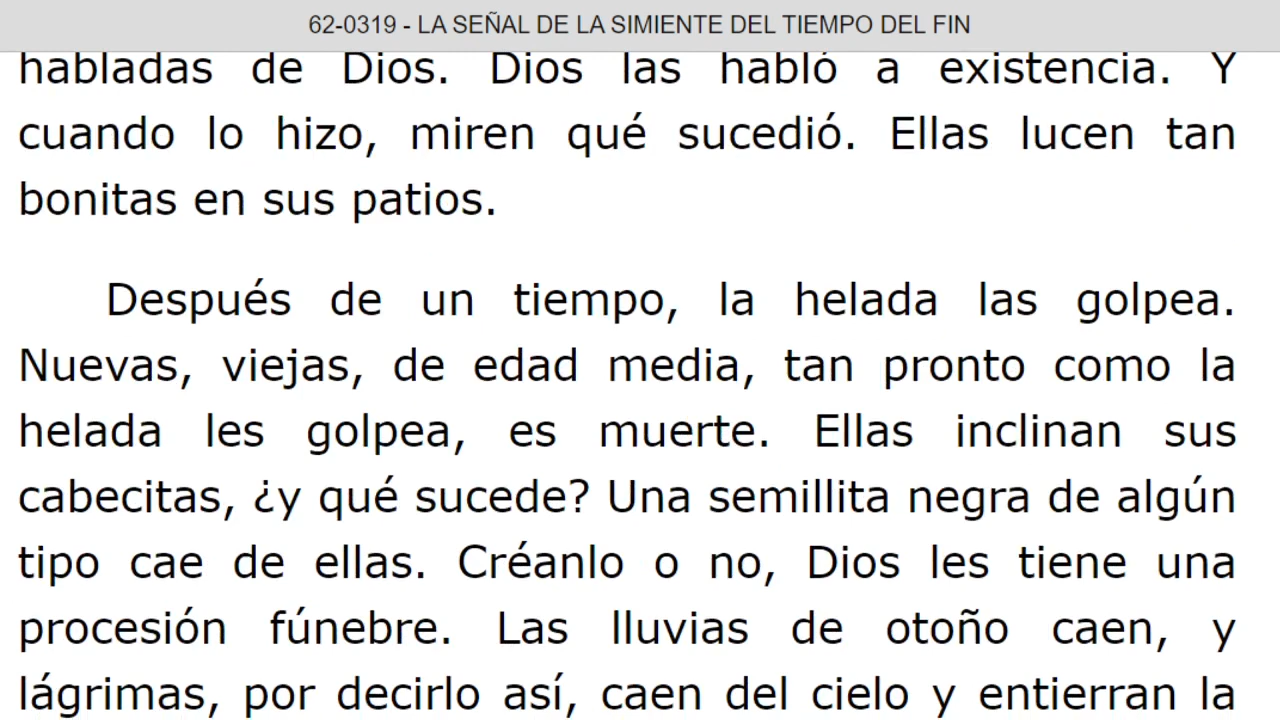 62-0319 - LA SEÑAL DE LA SIMIENTE DEL TIEMPO DEL FIN
habladas de Dios. Dios las habló a existencia. Y
cuando lo hizo, miren qué sucedió. Ellas lucen tan
bonitas en sus patios.
Después de un tiempo, la helada las golpea.
Nuevas, viejas, de edad media, tan pronto como la
helada les golpea, es muerte. Ellas inclinan sus
cabecitas, ¿y qué sucede? Una semillita negra de algún
tipo cae de ellas. Créanlo o no, Dios les tiene una
procesión fúnebre. Las lluvias de otoño caen, y
lágrimas, por decirlo así, caen del cielo y entierran la